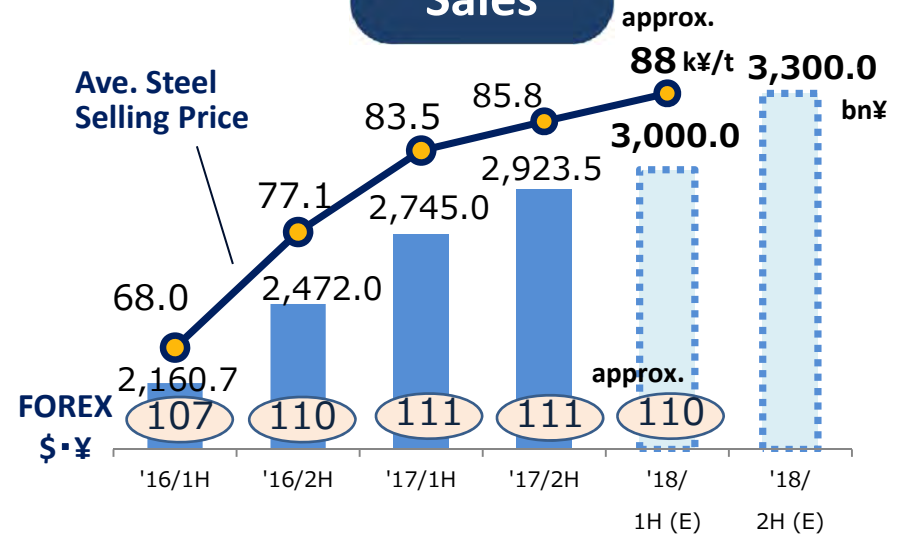 Sales
approx.
88 k¥/t
3,300.0
bn¥
Ave. Steel
Selling Price
83.5
85.8
3,000.0
77.1
2,923.5
2,745.0
68.0
2,472.0
2,160.7
approx.
FOREX
$・¥
107
110
111
111
110
'16/1H
'16/2H
'17/1H
'17/2H
'18/
1H (E)
'18/
2H (E)